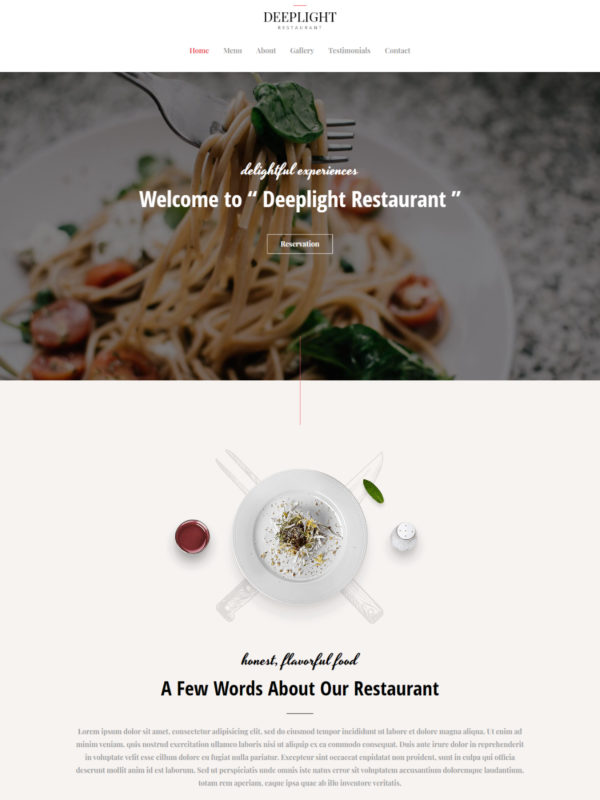 DEEPLIGHT
RESTAURANT
Home Menu About Gallery Testimonials Contact
delightful experiences
Welcome to “ Deeplight Restaurant ”
Reservation
honest, flavorful food
A Few Words About Our Restaurant
Lorem ipsum dolor sit amet, consectetur adipisicing elit, sed do eiusmod tempor incididunt ut labore et dolore magna aliqua. Ut enim ad
minim veniam, quis nostrud exercitation ullamco laboris nisi ut aliquip ex ea commodo consequat. Duis aute irure dolor in reprehenderit
in voluptate velit esse cillum dolore eu fugiat nulla pariatur. Excepteur sint occaecat cupidatat non proident, sunt in culpa qui officia
deserunt mollit anim id est laborum. Sed ut perspiciatis unde omnis iste natus error sit voluptatem accusantium doloremque laudantium,
totam rem aperiam, eaque ipsa quae ab illo inventore veritatis.